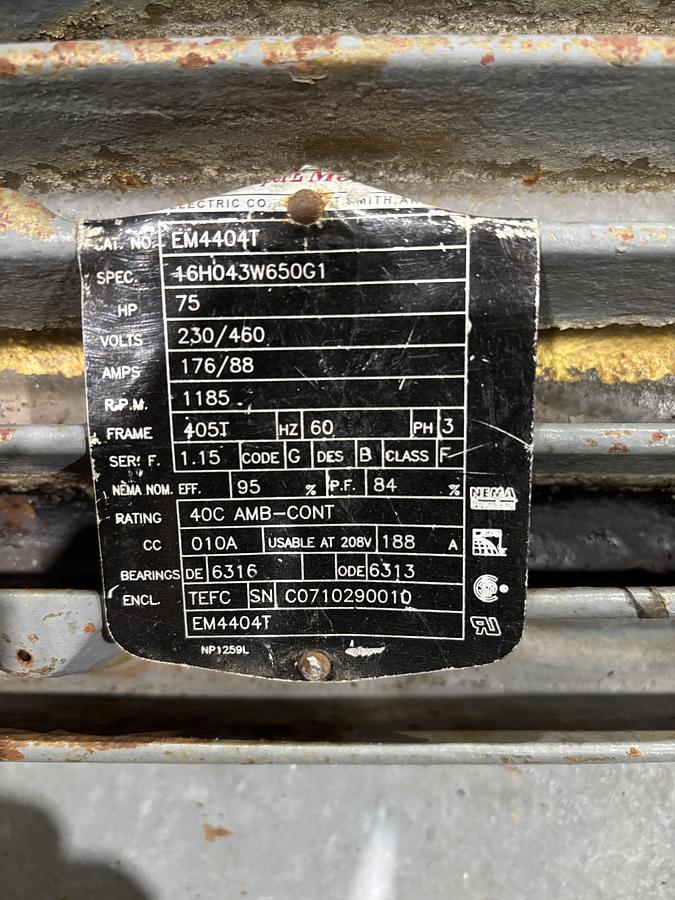 ELECTRIC CO. SMITH, AR
CAT. NO. EM4404T
SPEC. 16H043W650G1
HP 75
VOLTS 230/460
AMPS 176/88
R.P.M. 1185
FRAME 405T HZ 60 PH 3
SER. F. 1.15 CODE G DES B CLASS F
NEMA NOM. EFF. 95 % P.F. 84 %
NEMA
RATING 40C AMB-CONT
CC 010A USABLE AT 208V 188 A
BEARINGS DE 6316 ODE 6313
ENCL. TEFC SN C0710290010
EM4404T
NP1259L